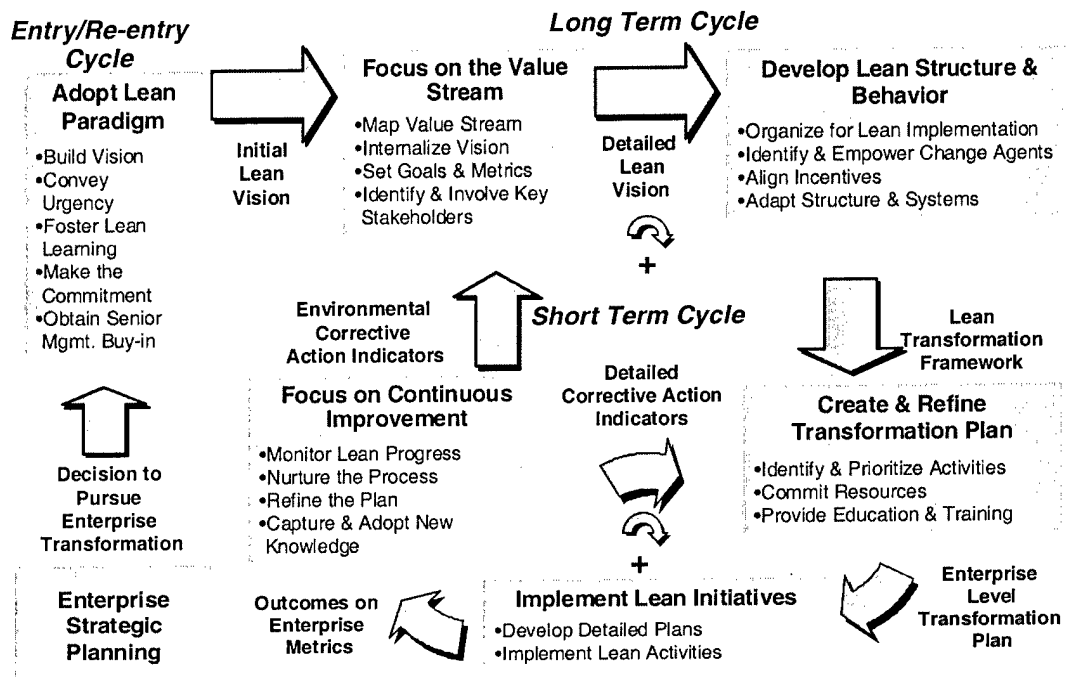 Entry/Re-entry
Cycle
Adopt Lean
Paradigm
•Build Vision
•Convey
Urgency
•Foster Lean
Learning
•Make the
Commitment
•Obtain Senior
Mgmt. Buy-in
Initial
Lean
Vision
Long Term Cycle
Focus on the Value
Stream
•Map Value Stream
•Internalize Vision
•Set Goals & Metrics
•Identify & Involve Key
Stakeholders
Detailed
Lean
Vision
+
Develop Lean Structure &
Behavior
•Organize for Lean Implementation
•Identify & Empower Change Agents
•Align Incentives
•Adapt Structure & Systems
Lean
Transformation
Framework
Environmental
Corrective
Action Indicators
Short Term Cycle
Detailed
Corrective Action
Indicators
+
Create & Refine
Transformation Plan
•Identify & Prioritize Activities
•Commit Resources
•Provide Education & Training
Focus on Continuous
Improvement
•Monitor Lean Progress
•Nurture the Process
•Refine the Plan
•Capture & Adopt New
Knowledge
Decision to
Pursue
Enterprise
Transformation
Enterprise
Strategic
Planning
Outcomes on
Enterprise
Metrics
Implement Lean Initiatives
•Develop Detailed Plans
•Implement Lean Activities
Enterprise
Level
Transformation
Plan